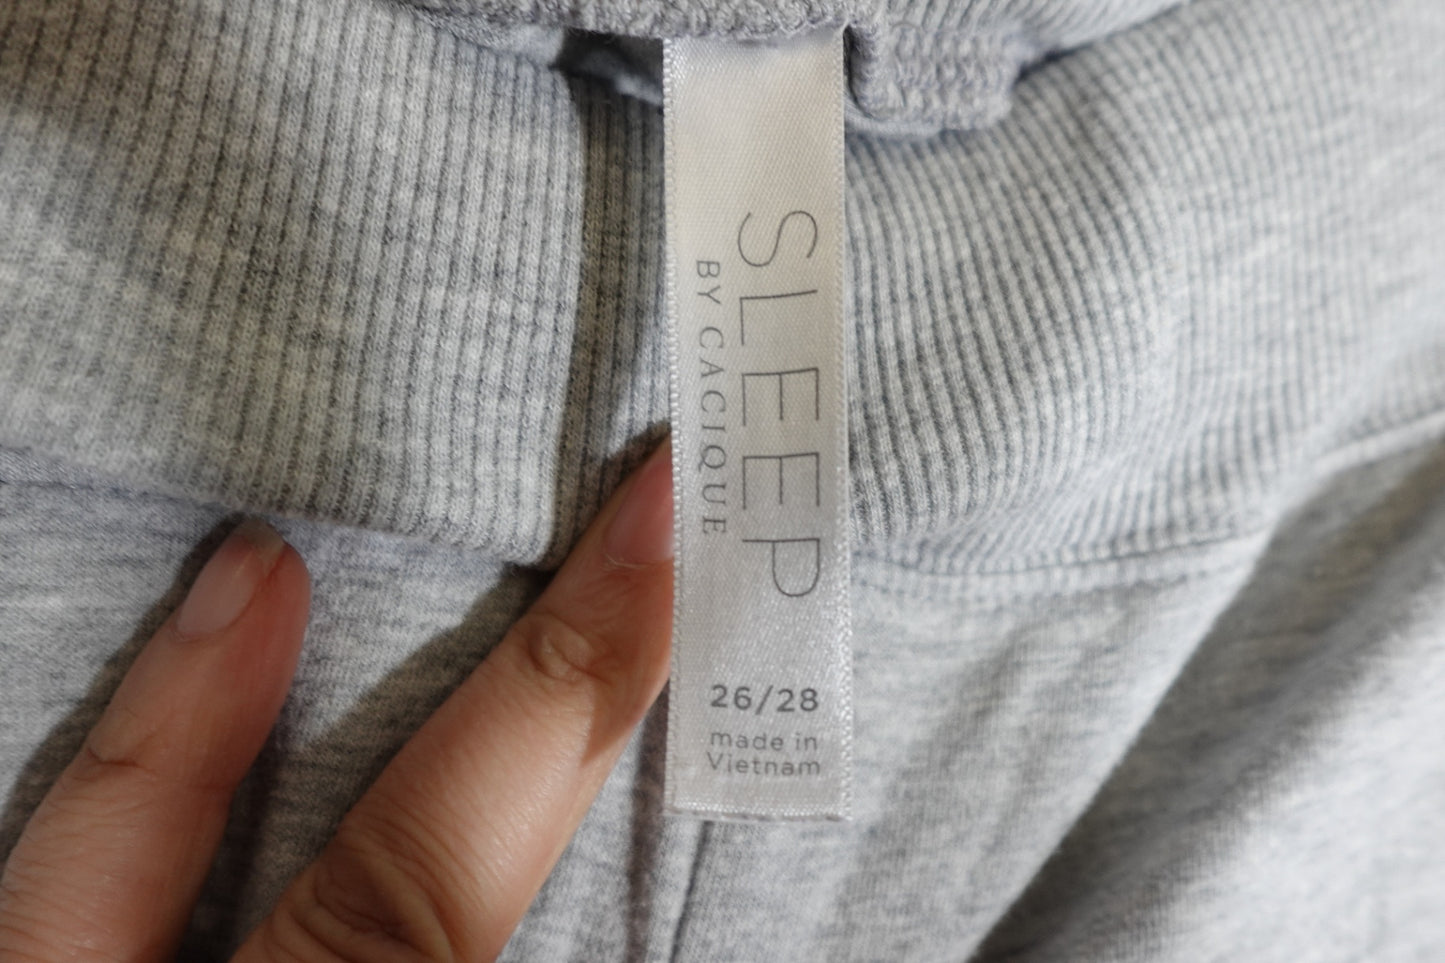 SLEEP
BY CACIQUE
26/28
made in
Vietnam